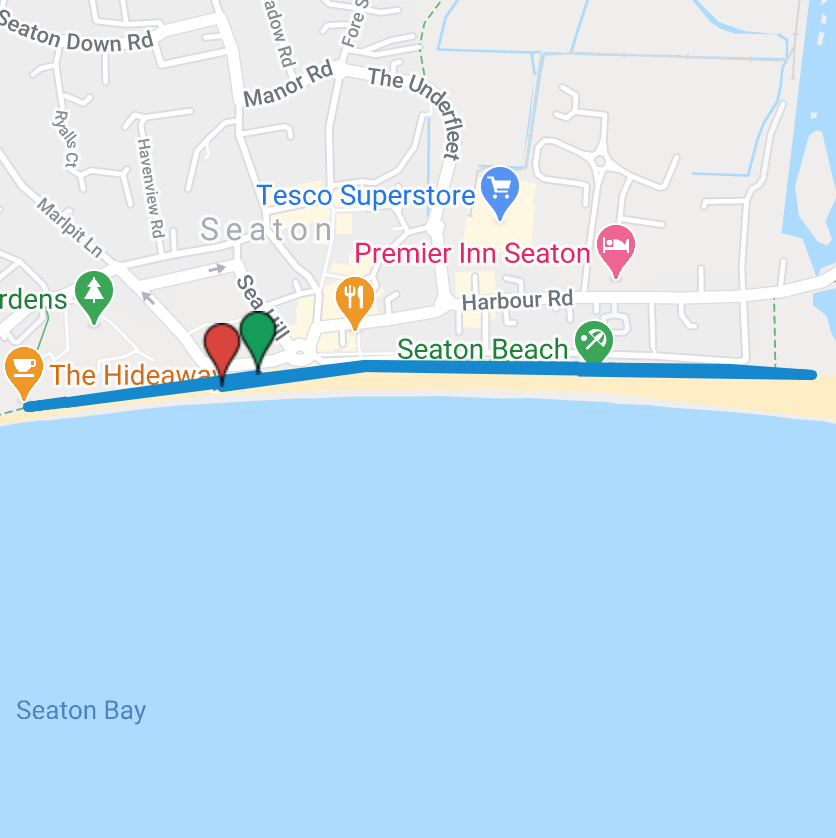 Seaton Down Rd
adow Rd
Fore S
Manor Rd
The Underfleet
Ryalls Ct
Havenview Rd
Tesco Superstore
Marlpit Ln
Seaton
Premier Inn Seaton
Sea Hill
rdens
Harbour Rd
Seaton Beach
The Hideaway
Seaton Bay